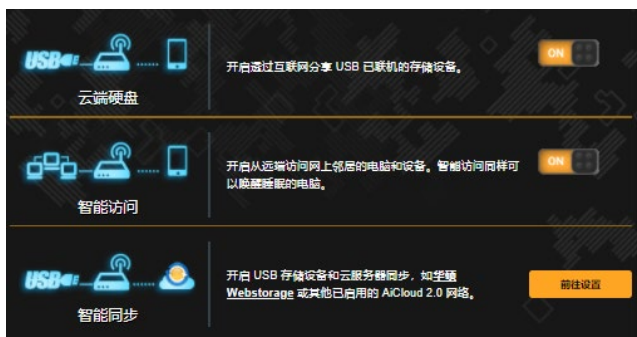 USB
云端硬盘
开启透过互联网分享 USB 已联机的存储设备。
ON
智能访问
开启从远端访问网上邻居的电脑和设备。智能访问同样可
以唤醒睡眠的电脑。
ON
USB
智能同步
开启 USB 存储设备和云服务器同步，如华硕
Webstorage 或其他已启用的 AiCloud 2.0 网络。
前往设置